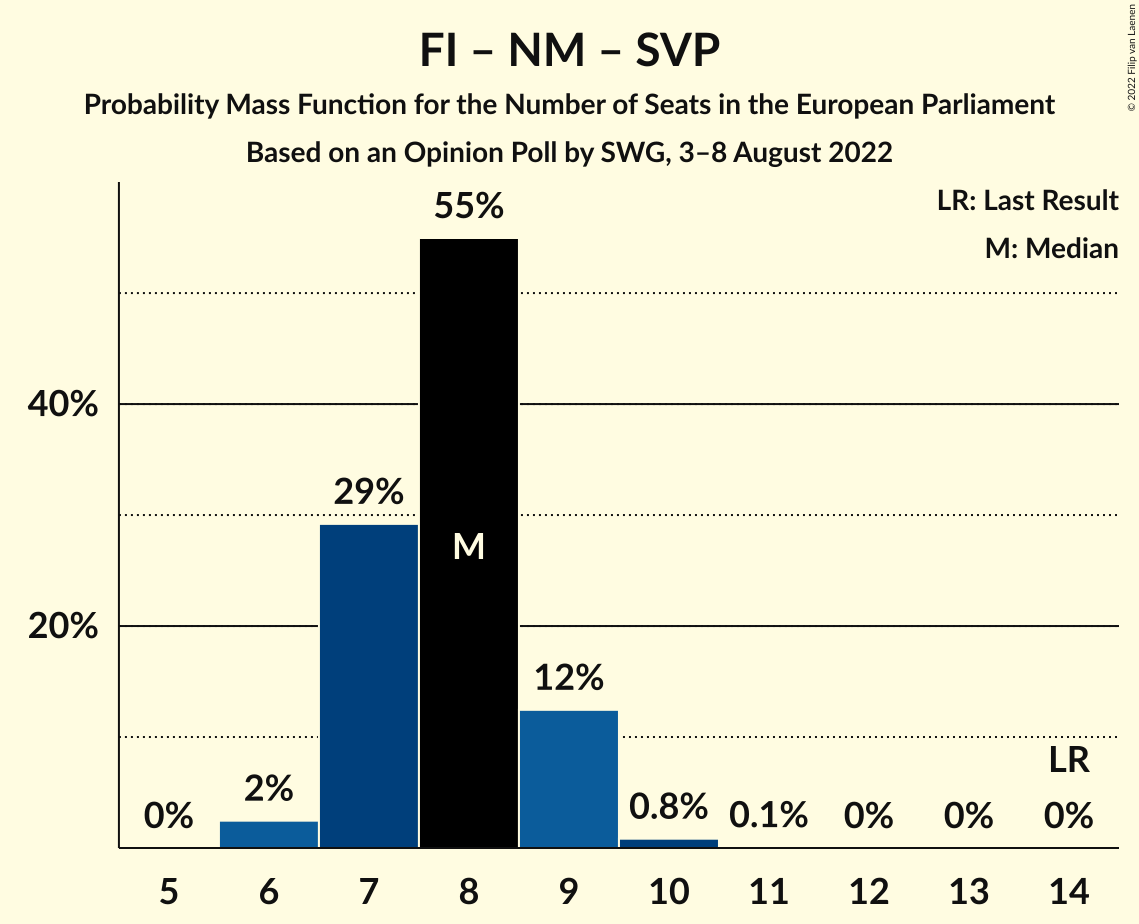 FI – NM – SVP
Probability Mass Function for the Number of Seats in the European Parliament
Based on an Opinion Poll by SWG, 3–8 August 2022
© 2022 Filip van Laenen
LR: Last Result
M: Median
55%
40%
29%
M
20%
12%
LR
2%
0%
0.8%
0.1%
0%
0%
0%
5 6 7 8 9 10 11 12 13 14